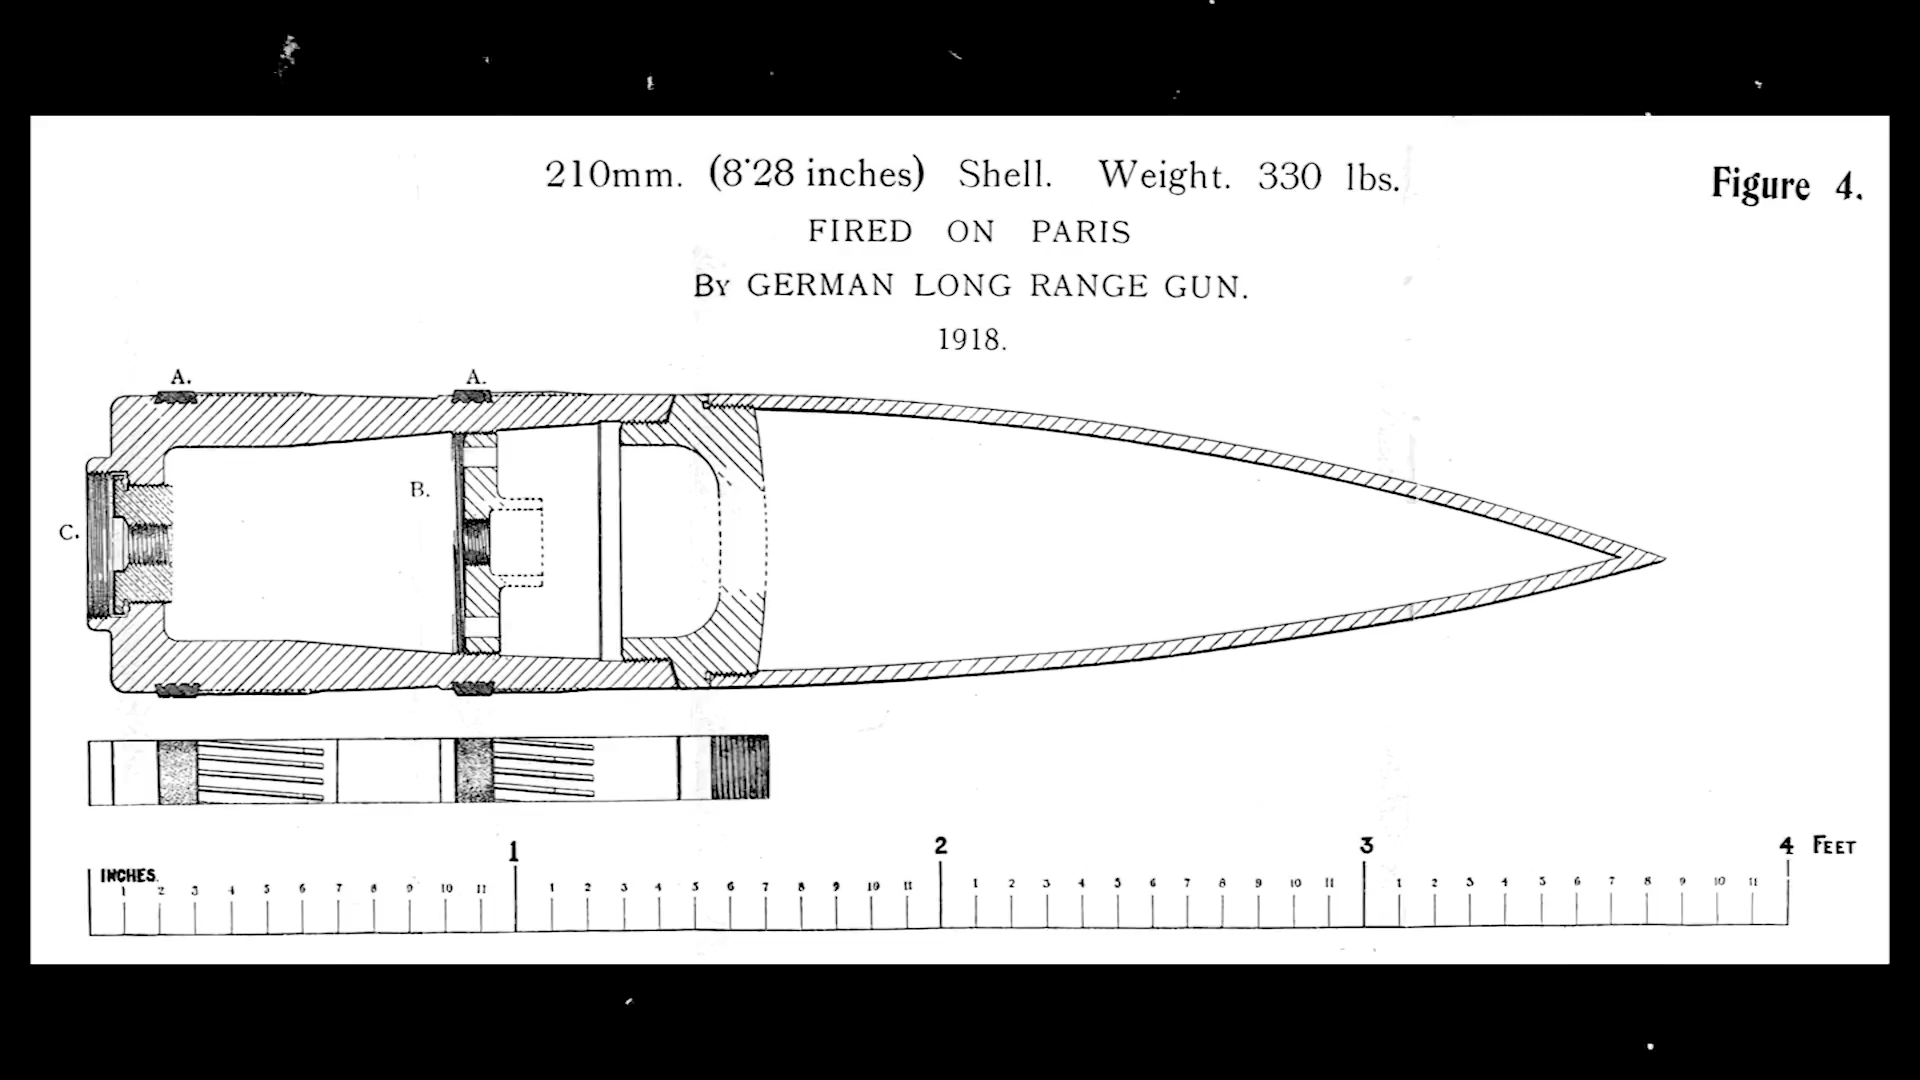 210mm. (8·28 inches) Shell. Weight. 330 lbs.
Figure 4.
FIRED ON PARIS
By GERMAN LONG RANGE GUN.
1918.
A. A.
B.
C.
1 2 3 4 FEET
INCHES.
1 2 3 4 5 6 7 8 9 10 11 1 2 3 4 5 6 7 8 9 10 11 1 2 3 4 5 6 7 8 9 10 11 1 2 3 4 5 6 7 8 9 10 11